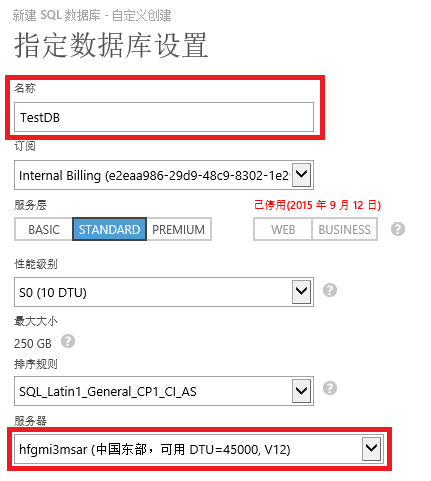 新建 SQL 数据库 - 自定义创建
指定数据库设置
名称
TestDB
订阅
Internal Billing (e2eaa986-29d9-48c9-8302-1e2
服务层
已停用(2015 年 9 月 12 日)
BASIC STANDARD PREMIUM WEB BUSINESS ?
性能级别
S0 (10 DTU) ?
最大大小
250 GB ?
排序规则
SQL_Latin1_General_CP1_CI_AS ?
服务器
hfgmi3msar (中国东部，可用 DTU=45000, V12)